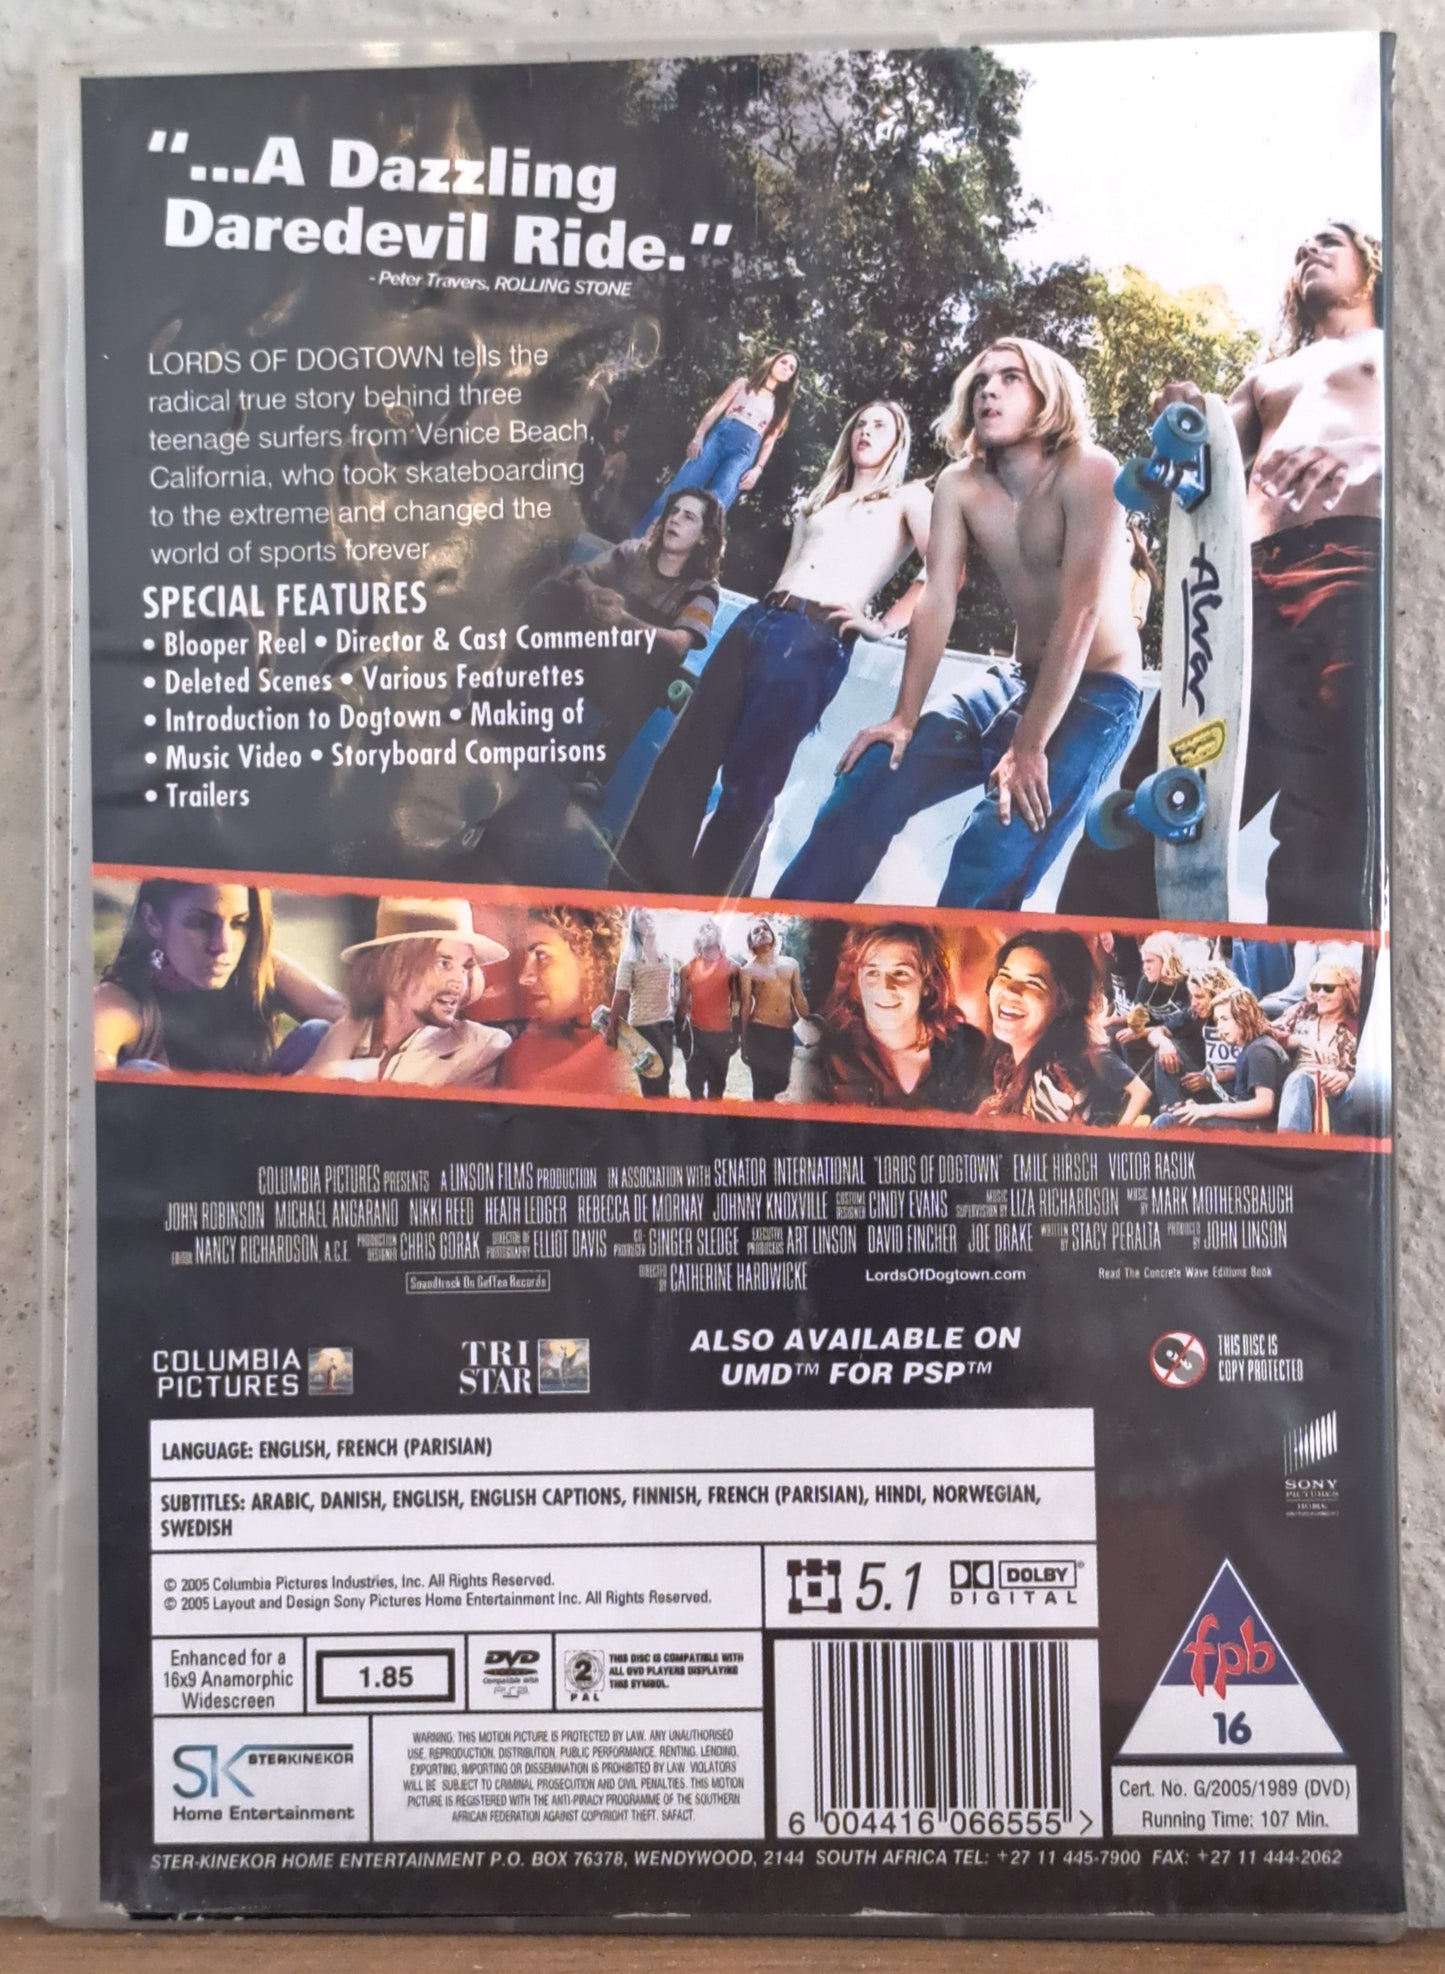 "...A Dazzling
Daredevil Ride."
- Peter Travers, ROLLING STONE
LORDS OF DOGTOWN tells the
radical true story behind three
teenage surfers from Venice Beach,
California, who took skateboarding
to the extreme and changed the
world of sports forever.
SPECIAL FEATURES
• Blooper Reel • Director & Cast Commentary
• Deleted Scenes • Various Featurettes
• Introduction to Dogtown • Making of
• Music Video • Storyboard Comparisons
• Trailers
Alva
706
COLUMBIA PICTURES PRESENTS A LINSON FILMS PRODUCTION IN ASSOCIATION WITH SENATOR INTERNATIONAL "LORDS OF DOGTOWN" EMILE HIRSCH VICTOR RASUK
JOHN ROBINSON MICHAEL ANGARANO NIKKI REED HEATH LEDGER REBECCA DE MORNAY JOHNNY KNOXVILLE COSTUME DESIGNER CINDY EVANS MUSIC SUPERVISION BY LIZA RICHARDSON MUSIC BY MARK MOTHERSBAUGH
EDITOR NANCY RICHARDSON, A.C.E. PRODUCTION DESIGNER CHRIS GORAK DIRECTOR OF PHOTOGRAPHY ELLIOT DAVIS CO-PRODUCER GINGER SLEDGE EXECUTIVE PRODUCERS ART LINSON DAVID FINCHER JOE DRAKE WRITTEN BY STACY PERALTA PRODUCED BY JOHN LINSON
Soundtrack On Geffen Records DIRECTED BY CATHERINE HARDWICKE LordsOfDogtown.com Read The Concrete Wave Editions Book
COLUMBIA
PICTURES
TRI
STAR
ALSO AVAILABLE ON
UMD™ FOR PSP™
THIS DISC IS
COPY PROTECTED
LANGUAGE: ENGLISH, FRENCH (PARISIAN)
SONY
PICTURES
HOME
ENTERTAINMENT
SUBTITLES: ARABIC, DANISH, ENGLISH, ENGLISH CAPTIONS, FINNISH, FRENCH (PARISIAN), HINDI, NORWEGIAN,
SWEDISH
© 2005 Columbia Pictures Industries, Inc. All Rights Reserved.
© 2005 Layout and Design Sony Pictures Home Entertainment Inc. All Rights Reserved.
5.1
DOLBY®
DIGITAL
Enhanced for a
16x9 Anamorphic
Widescreen
1.85
DVD
Compatible with
PS2
2
PAL
THIS DISC IS COMPATIBLE WITH
ALL DVD PLAYERS DISPLAYING
THIS SYMBOL.
fpb
16
SK STERKINEKOR
Home Entertainment
WARNING: THIS MOTION PICTURE IS PROTECTED BY LAW. ANY UNAUTHORISED
USE, REPRODUCTION, DISTRIBUTION, PUBLIC PERFORMANCE, RENTING, LENDING,
EXPORTING, IMPORTING OR DISSEMINATION IS PROHIBITED BY LAW. VIOLATORS
WILL BE SUBJECT TO CRIMINAL PROSECUTION AND CIVIL PENALTIES. THIS MOTION
PICTURE IS REGISTERED WITH THE ANTI-PIRACY PROGRAMME OF THE SOUTHERN
AFRICAN FEDERATION AGAINST COPYRIGHT THEFT. SAFACT.
6 004416 066555 >
Cert. No. G/2005/1989 (DVD)
Running Time: 107 Min.
STER-KINEKOR HOME ENTERTAINMENT P.O. BOX 76378, WENDYWOOD, 2144 SOUTH AFRICA TEL: +27 11 445-7900 FAX: +27 11 444-2062